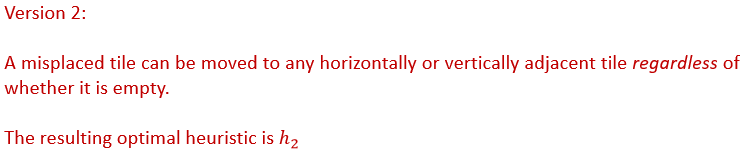 Version 2:
A misplaced tile can be moved to any horizontally or vertically adjacent tile regardless of
whether it is empty.
The resulting optimal heuristic is h₂